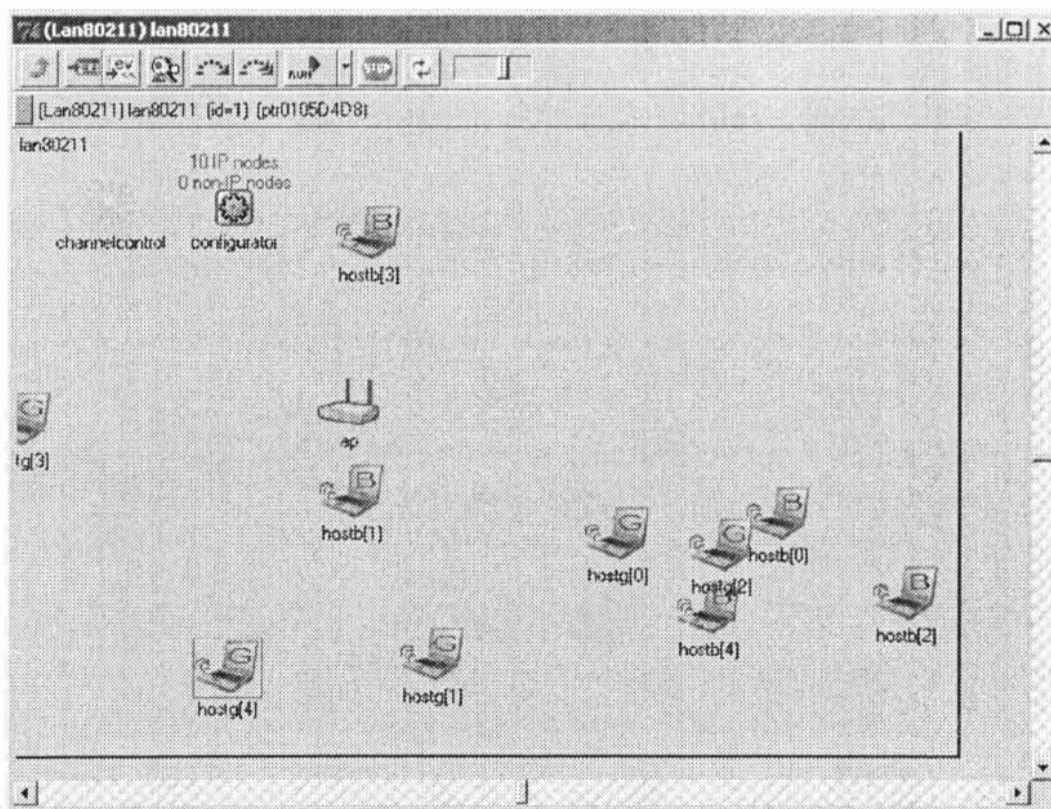 (Lan80211) lan80211
RUN
STOP
(Lan80211) lan80211 (id=1) (ptr0105D4D8)
lan80211
10 IP nodes
0 non-IP nodes
channelcontrol
configurator
B
hostb[3]
G
tg[3]
ap
B
hostb[1]
G
hostg[0]
B
hostb[0]
G
hostg[2]
B
hostb[4]
B
hostb[2]
G
hostg[4]
G
hostg[1]